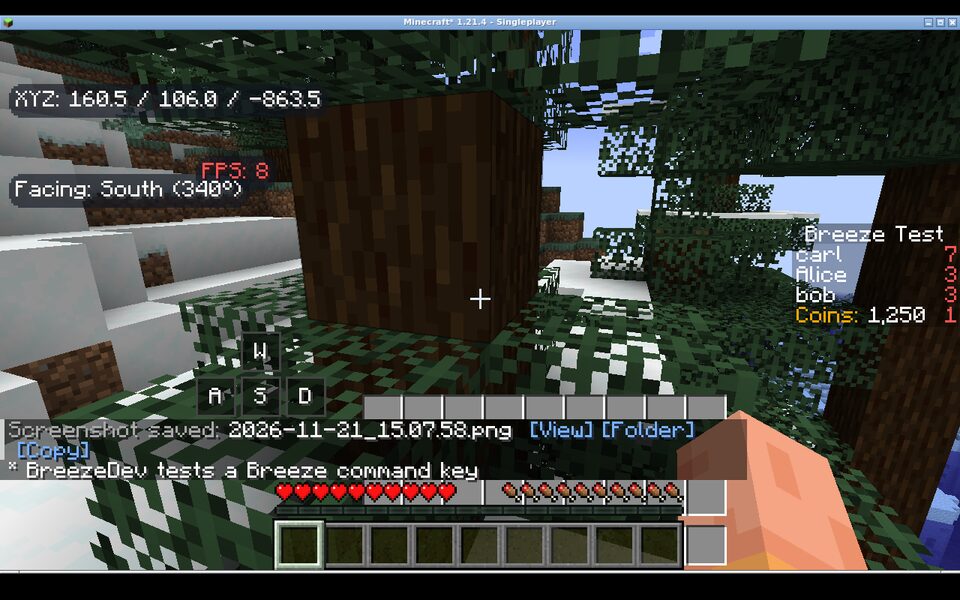 Minecraft* 1.21.4 - Singleplayer
XYZ: 160.5 / 106.0 / -863.5
FPS: 8
Facing: South (340°)
Breeze Test
carl 7
Alice 3
bob 3
Coins: 1,250 1
W
A S D
Screenshot saved: 2026-11-21_15.07.58.png [View] [Folder]
[Copy]
* BreezeDev tests a Breeze command key